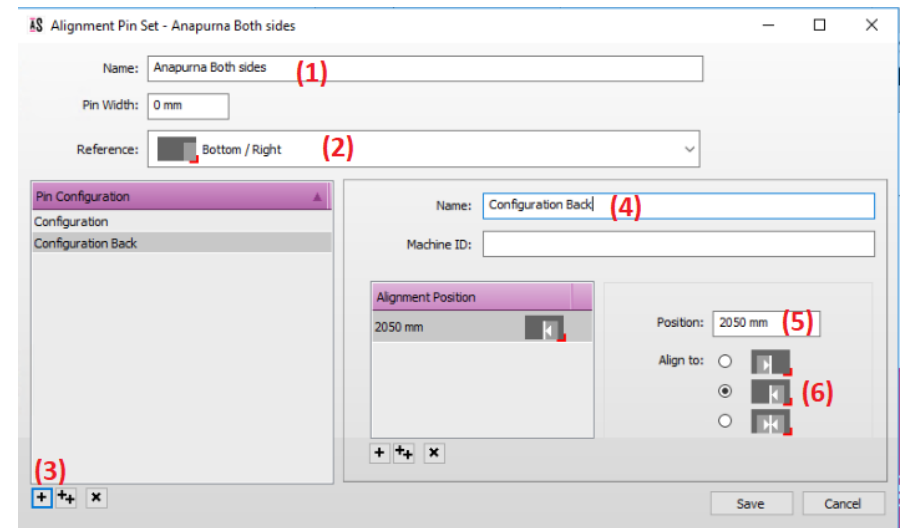 AS Alignment Pin Set - Anapurna Both sides
Name: Anapurna Both sides (1)
Pin Width: 0 mm
Reference: Bottom / Right (2)
Pin Configuration
Configuration
Configuration Back
(3)
Name: Configuration Back (4)
Machine ID:
Alignment Position
2050 mm
Position: 2050 mm (5)
Align to:
(6)
Save Cancel